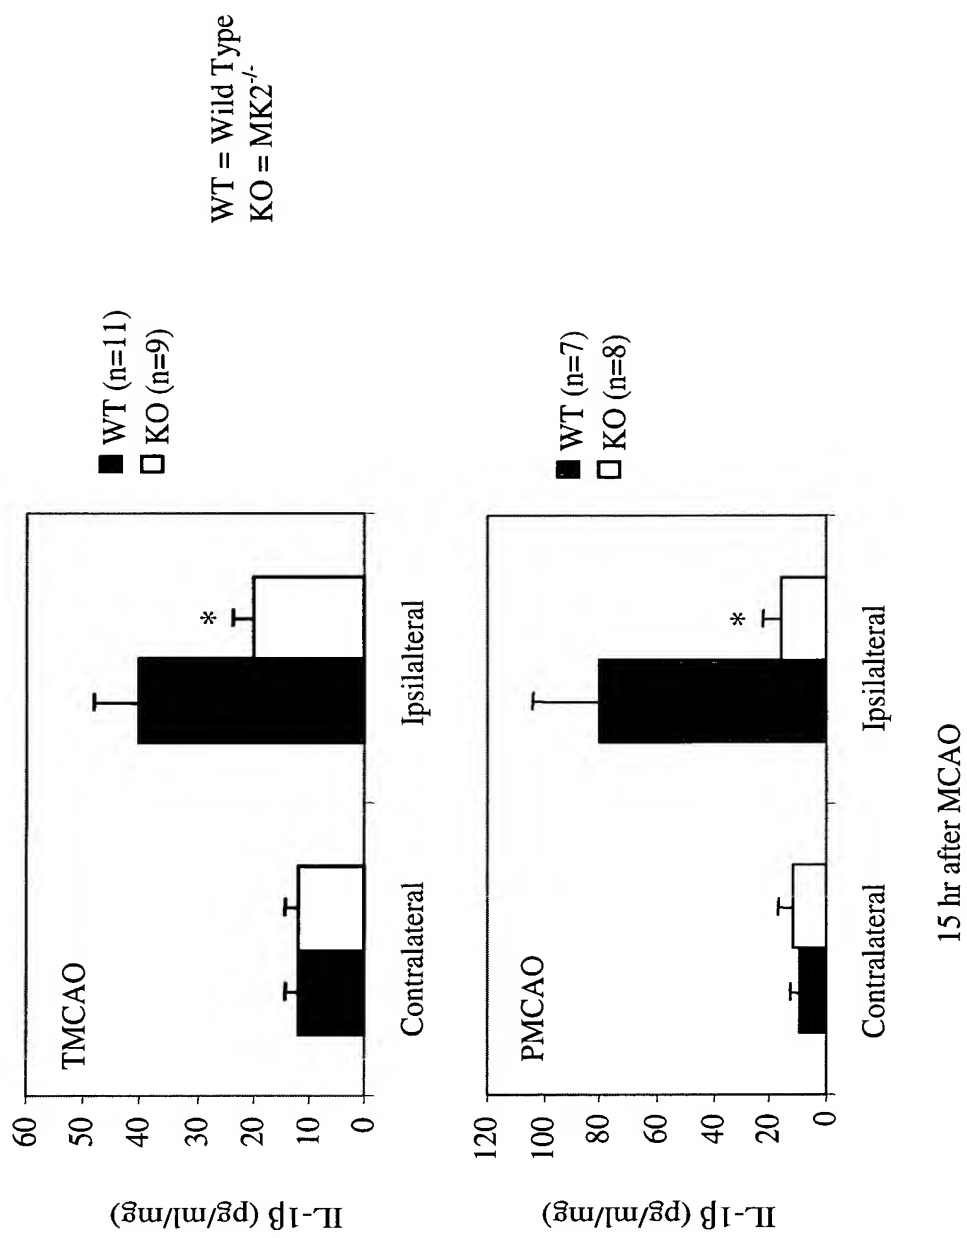 TMCAO
60
50
40
30
20
10
0
IL-1β (pg/ml/mg)
Contralateral
Ipsilalteral
WT (n=11)
KO (n=9)
*
WT = Wild Type
KO = MK2-/-
PMCAO
120
100
80
60
40
20
0
IL-1β (pg/ml/mg)
Contralateral
Ipsilalteral
WT (n=7)
KO (n=8)
*
15 hr after MCAO